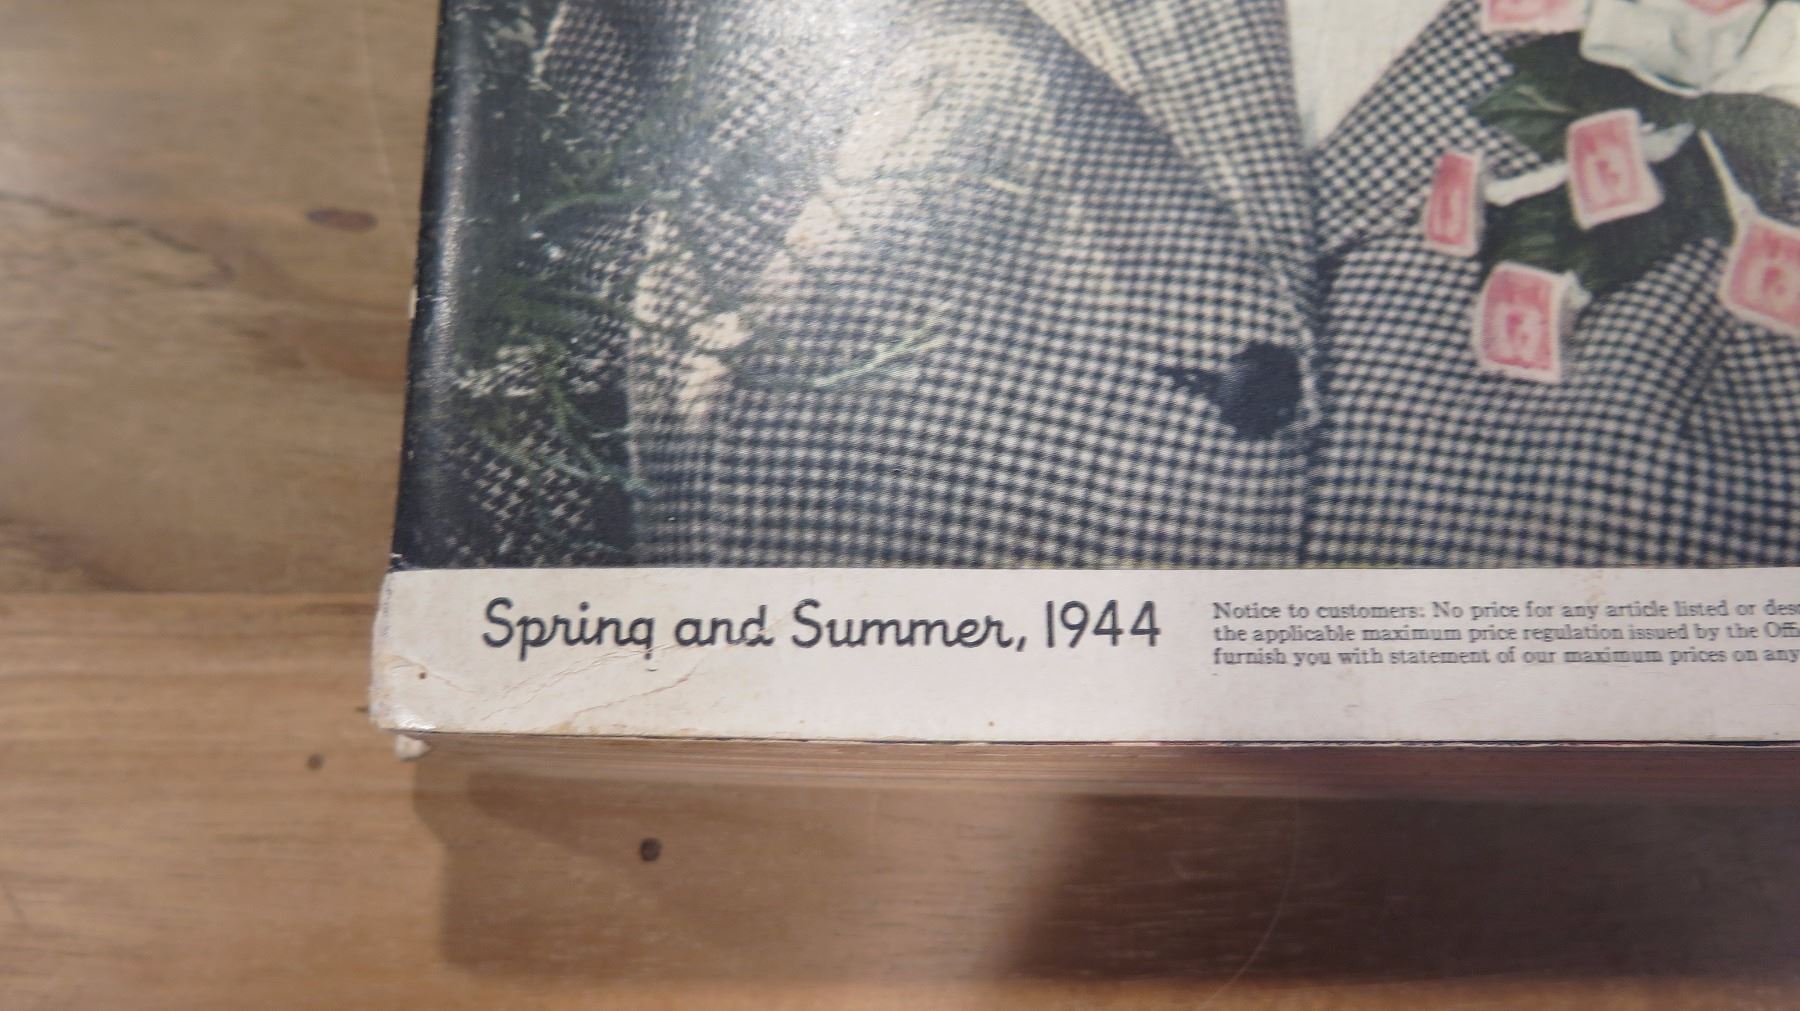 Spring and Summer, 1944
Notice to customers: No price for any article listed or
the applicable maximum price regulation issued by the
furnish you with statement of our maximum prices on any